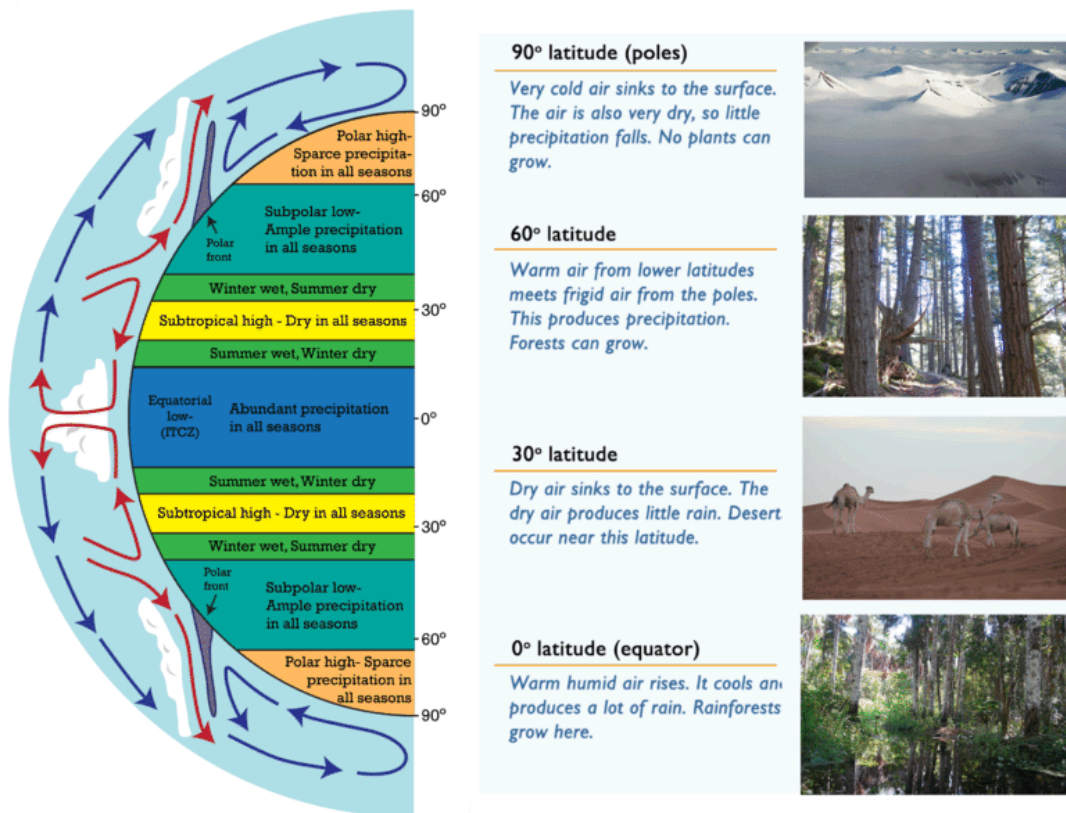 90°
Polar high-
Sparce precipita-
tion in all seasons
60°
Subpolar low-
Ample precipitation
in all seasons
Polar
front
Winter wet, Summer dry
30°
Subtropical high - Dry in all seasons
Summer wet, Winter dry
Equatorial
low-
(ITCZ)
Abundant precipitation
in all seasons
0°
Summer wet, Winter dry
Subtropical high - Dry in all seasons
30°
Winter wet, Summer dry
Polar
front
Subpolar low-
Ample precipitation
in all seasons
60°
Polar high- Sparce
precipitation in
all seasons
90°
90° latitude (poles)
Very cold air sinks to the surface.
The air is also very dry, so little
precipitation falls. No plants can
grow.
60° latitude
Warm air from lower latitudes
meets frigid air from the poles.
This produces precipitation.
Forests can grow.
30° latitude
Dry air sinks to the surface. The
dry air produces little rain. Desert
occur near this latitude.
0° latitude (equator)
Warm humid air rises. It cools an
produces a lot of rain. Rainforests
grow here.